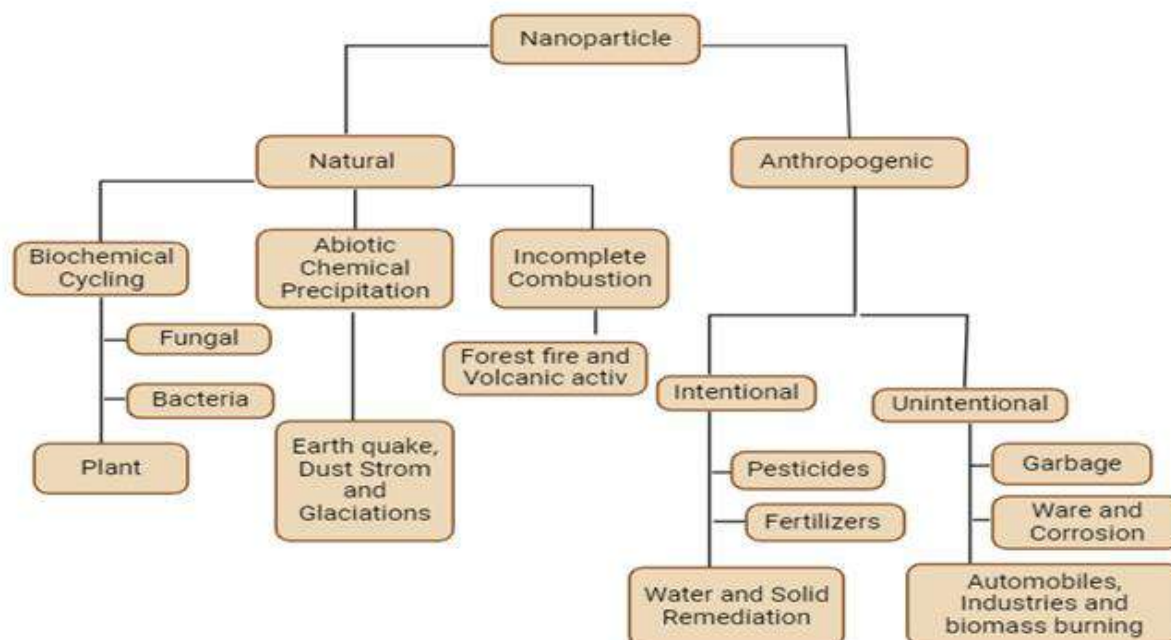 Nanoparticle
Natural
Anthropogenic
Biochemical
Cycling
Abiotic
Chemical
Precipitation
Incomplete
Combustion
Fungal
Bacteria
Plant
Earth quake,
Dust Strom
and
Glaciations
Forest fire and
Volcanic activ
Intentional
Unintentional
Pesticides
Fertilizers
Water and Solid
Remediation
Garbage
Ware and
Corrosion
Automobiles,
Industries and
biomass burning